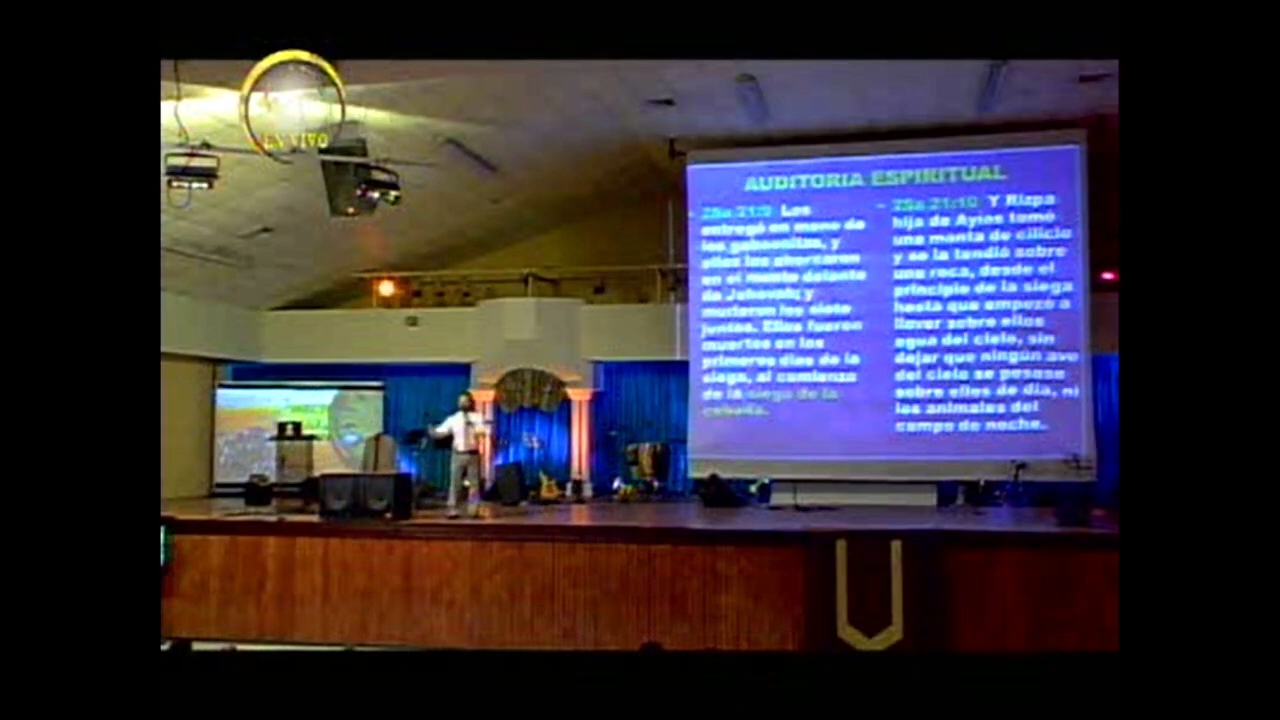 EN VIVO
AUDITORIA ESPIRITUAL
- 2Sa 21:9 Los
entregó en mano de
los gabaonitas, y
ellos los ahorcaron
en el monte delante
de Jehovah; y
murieron los siete
juntos. Ellos fueron
muertos en los
primeros días de la
siega, al comienzo
de la siega de la
cebada.
- 2Sa 21:10 Y Rizpa
hija de Ayías tomó
una manta de cilicio
y se la tendió sobre
una roca, desde el
principio de la siega
hasta que empezó a
llover sobre ellos
agua del cielo, sin
dejar que ningún ave
del cielo se posase
sobre ellos de día, ni
los animales del
campo de noche.